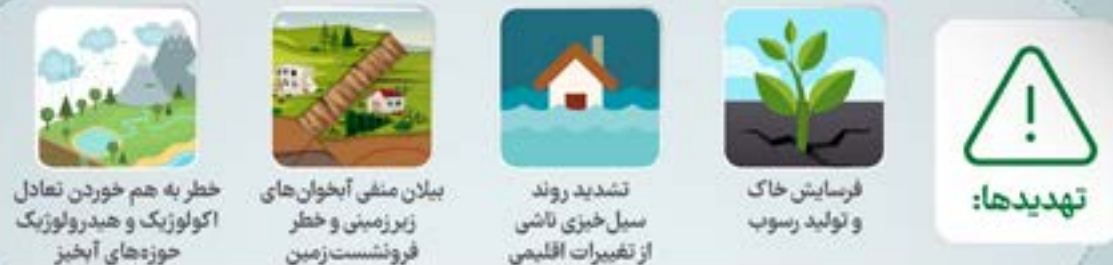 تهدیدها:
فرسایش خاک
و تولید رسوب
تشدید روند
سیل‌خیزی ناشی
از تغییرات اقلیمی
بیلان منفی آبخوان‌های
زیرزمینی و خطر
فرونشست‌زمین
خطر به هم خوردن تعادل
اکولوژیک و هیدرولوژیک
حوزه‌های آبخیز